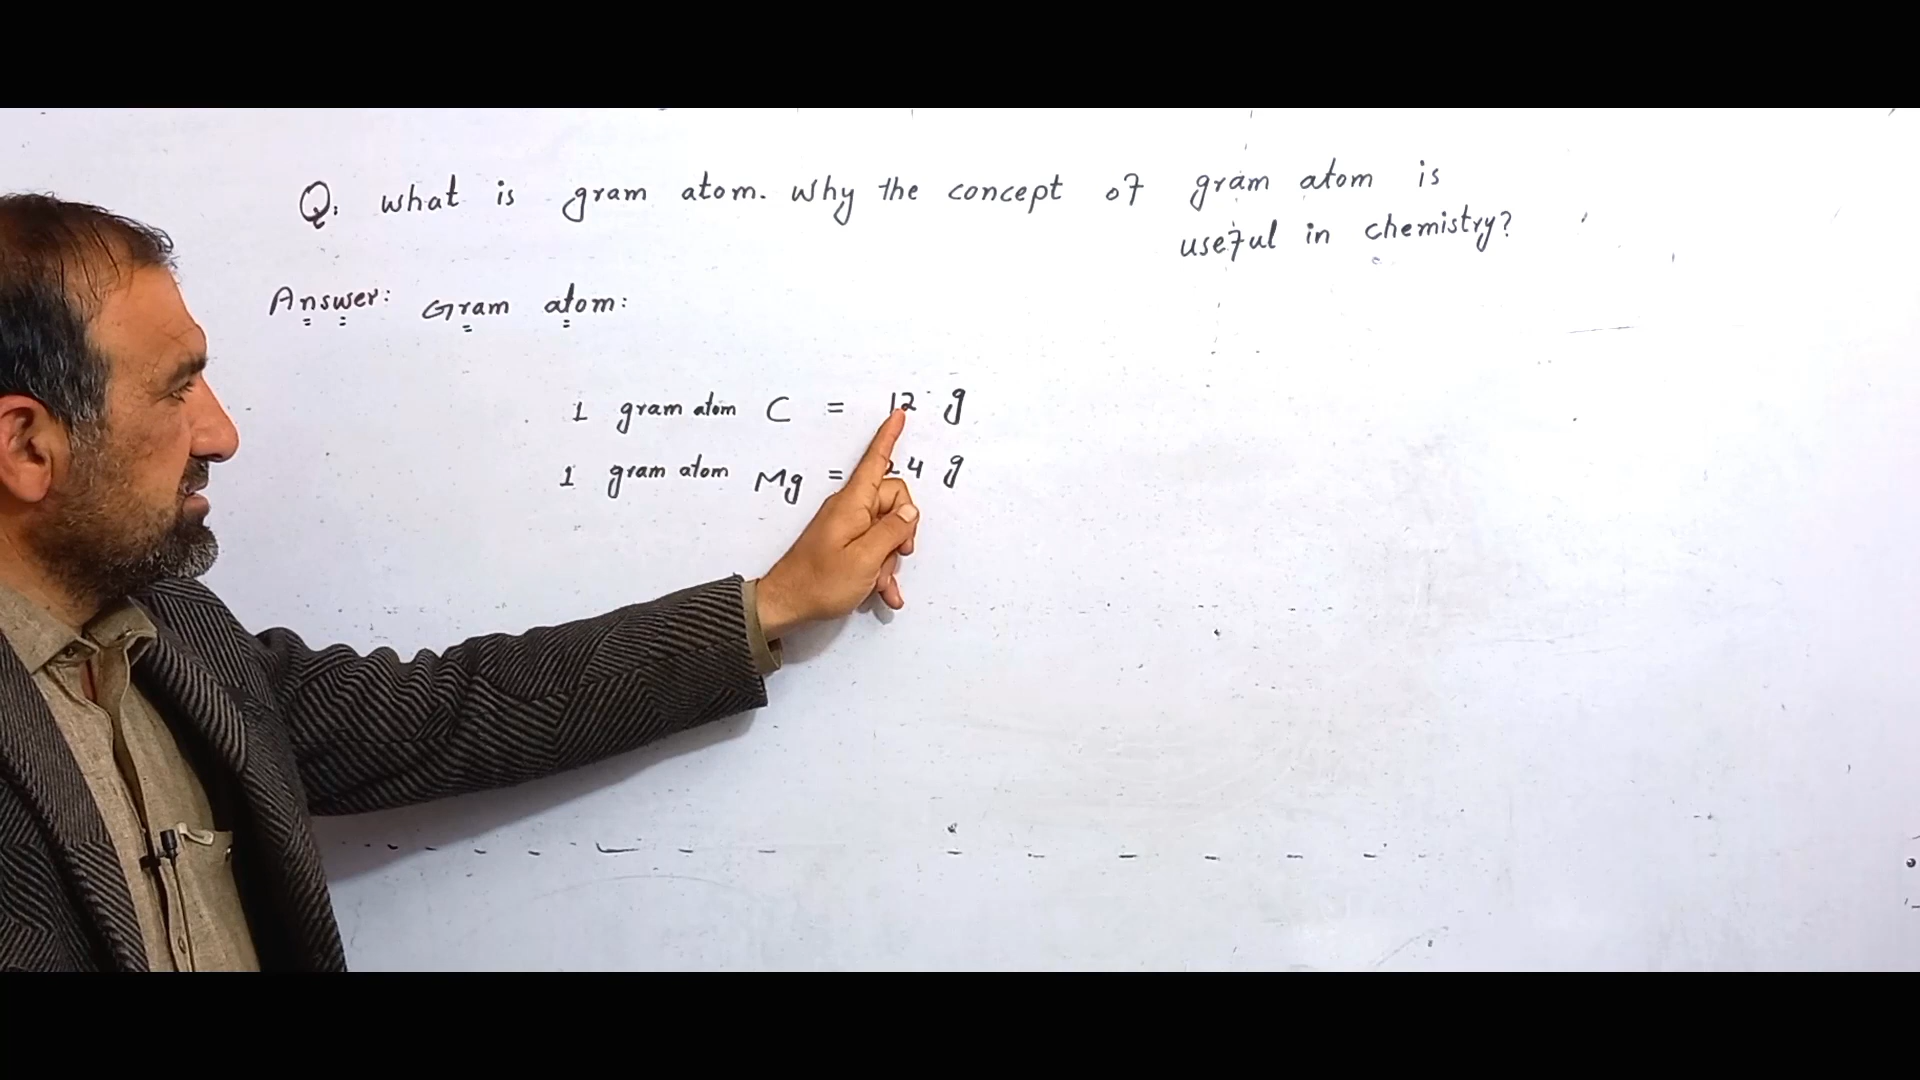 Q: what is gram atom. Why the concept of gram atom is
useful in chemistry?
Answer: Gram atom:
1 gram atom C = 12 g
1 gram atom Mg = 24 g